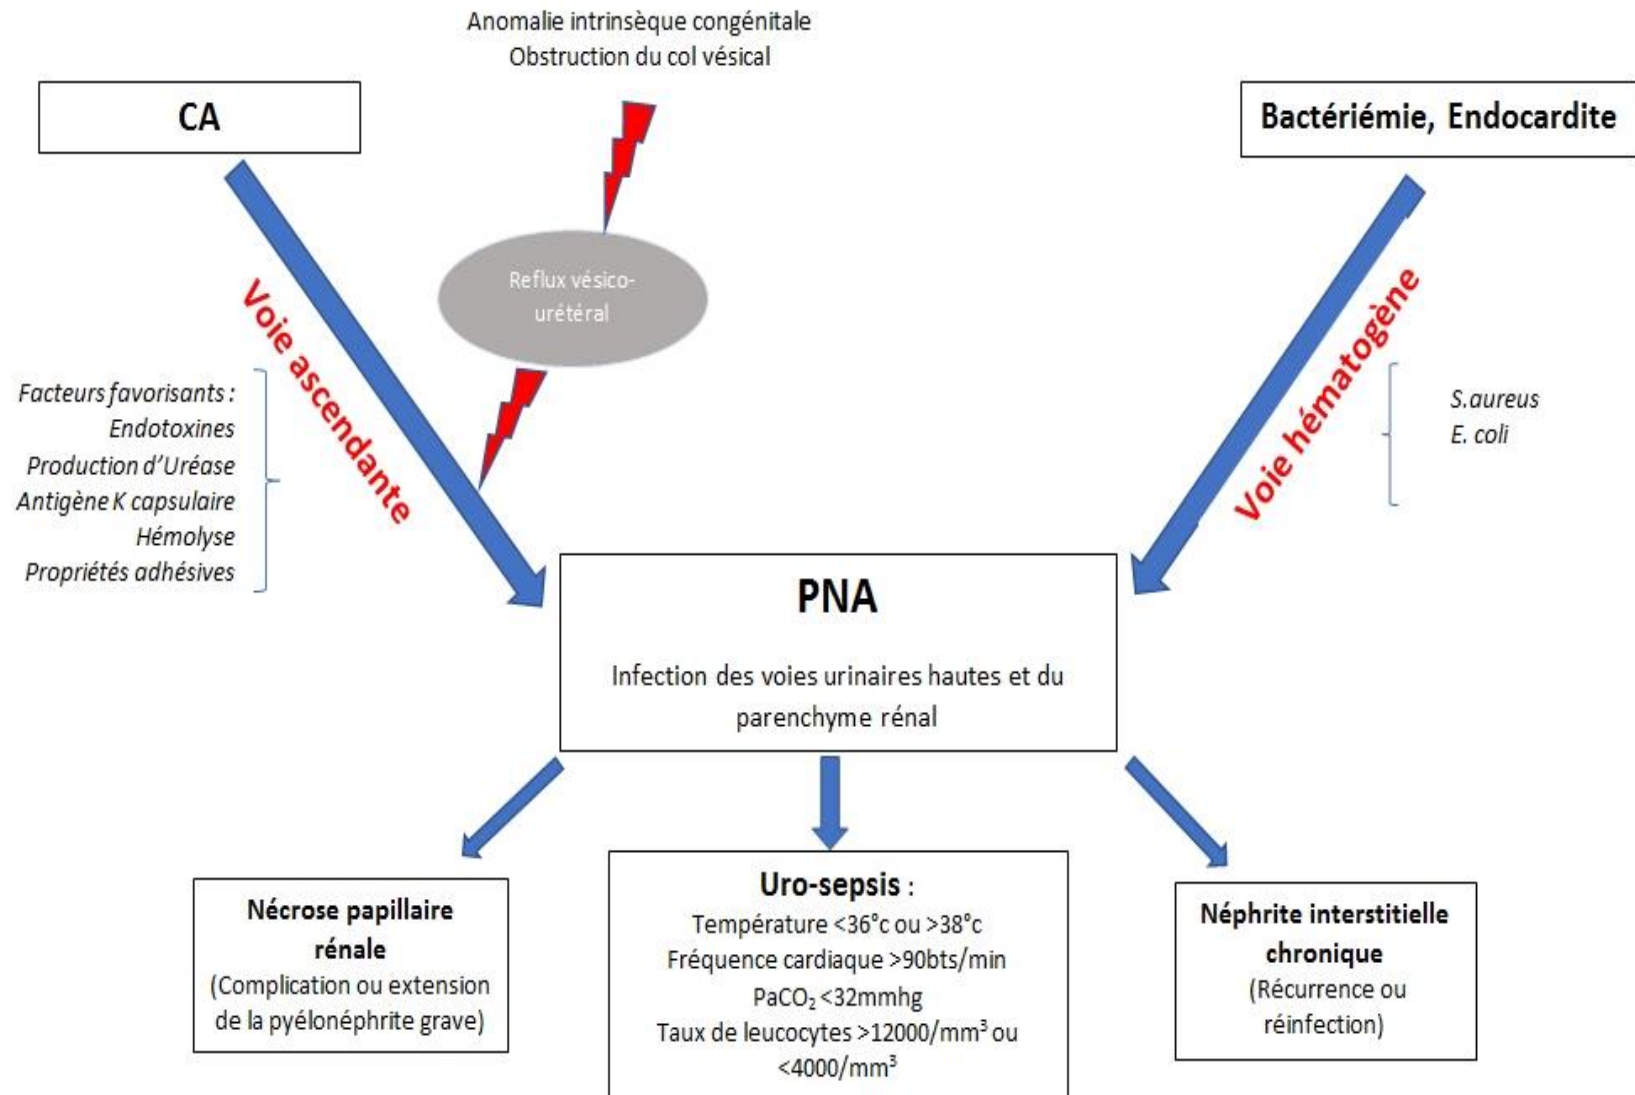 Anomalie intrinsèque congénitale
Obstruction du col vésical
CA
Bactériémie, Endocardite
Reflux vésico-
urétéral
Voie ascendante
Voie hématogène
Facteurs favorisants :
Endotoxines
Production d'Uréase
Antigène K capsulaire
Hémolyse
Propriétés adhésives
S.aureus
E. coli
PNA
Infection des voies urinaires hautes et du
parenchyme rénal
Nécrose papillaire
rénale
(Complication ou extension
de la pyélonéphrite grave)
Uro-sepsis :
Température <36°c ou >38°c
Fréquence cardiaque >90bts/min
PaCO₂ <32mmhg
Taux de leucocytes >12000/mm³ ou
<4000/mm³
Néphrite interstitielle
chronique
(Récurrence ou
réinfection)